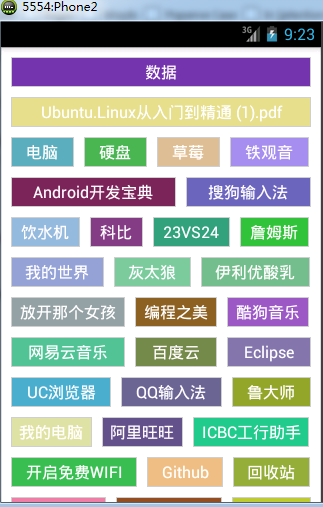 5554:Phone2
3G 9:23
数据
Ubuntu.Linux从入门到精通 (1).pdf
电脑 硬盘 草莓 铁观音
Android开发宝典 搜狗输入法
饮水机 科比 23VS24 詹姆斯
我的世界 灰太狼 伊利优酸乳
放开那个女孩 编程之美 酷狗音乐
网易云音乐 百度云 Eclipse
UC浏览器 QQ输入法 鲁大师
我的电脑 阿里旺旺 ICBC工行助手
开启免费WIFI Github 回收站